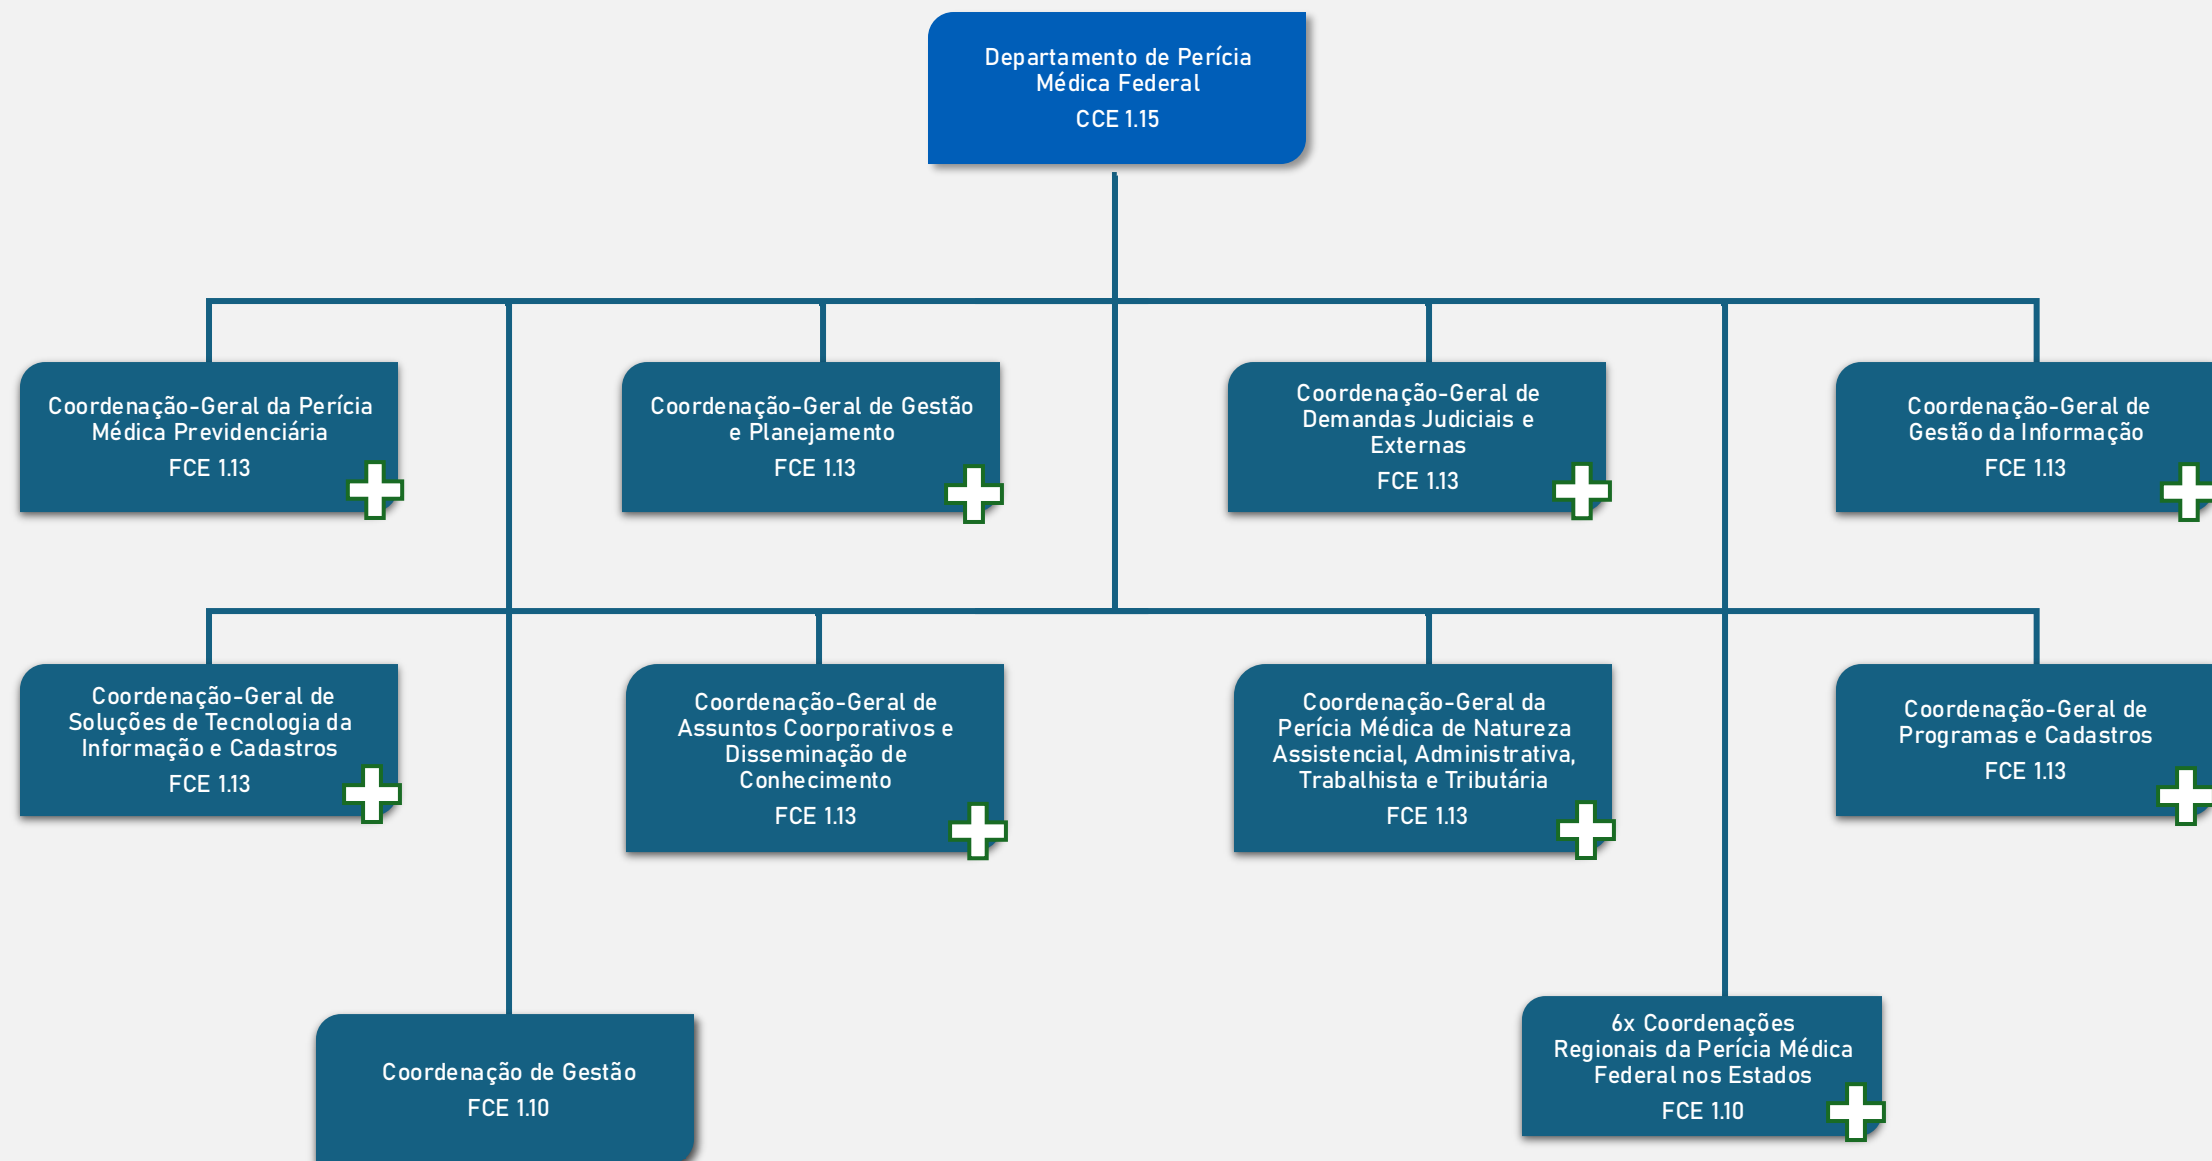 Departamento de Perícia
Médica Federal
CCE 1.15
Coordenação-Geral da Perícia
Médica Previdenciária
FCE 1.13
Coordenação-Geral de Gestão
e Planejamento
FCE 1.13
Coordenação-Geral de
Demandas Judiciais e
Externas
FCE 1.13
Coordenação-Geral de
Gestão da Informação
FCE 1.13
Coordenação-Geral de
Soluções de Tecnologia da
Informação e Cadastros
FCE 1.13
Coordenação-Geral de
Assuntos Coorporativos e
Disseminação de
Conhecimento
FCE 1.13
Coordenação-Geral da
Perícia Médica de Natureza
Assistencial, Administrativa,
Trabalhista e Tributária
FCE 1.13
Coordenação-Geral de
Programas e Cadastros
FCE 1.13
Coordenação de Gestão
FCE 1.10
6x Coordenações
Regionais da Perícia Médica
Federal nos Estados
FCE 1.10